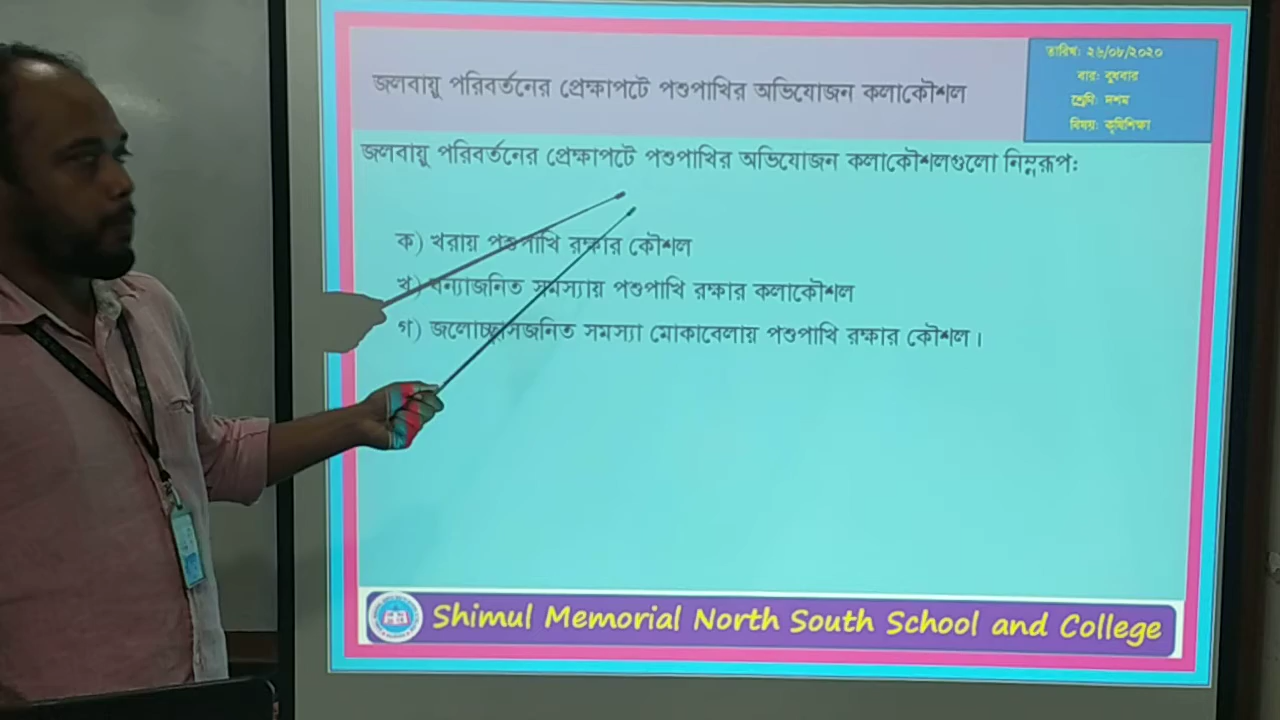 জলবায়ু পরিবর্তনের প্রেক্ষাপটে পশুপাখির অভিযোজন কলাকৌশল
তারিখ: ২৬/০৮/২০২০
বার: বুধবার
শ্রেণি: দশম
বিষয়: কৃষিশিক্ষা
জলবায়ু পরিবর্তনের প্রেক্ষাপটে পশুপাখির অভিযোজন কলাকৌশলগুলো নিম্নরূপ:
ক) খরায় পশুপাখি রক্ষার কৌশল
খ) বন্যাজনিত সমস্যায় পশুপাখি রক্ষার কলাকৌশল
গ) জলোচ্ছ্বাসজনিত সমস্যা মোকাবেলায় পশুপাখি রক্ষার কৌশল।
Shimul Memorial North South School and College